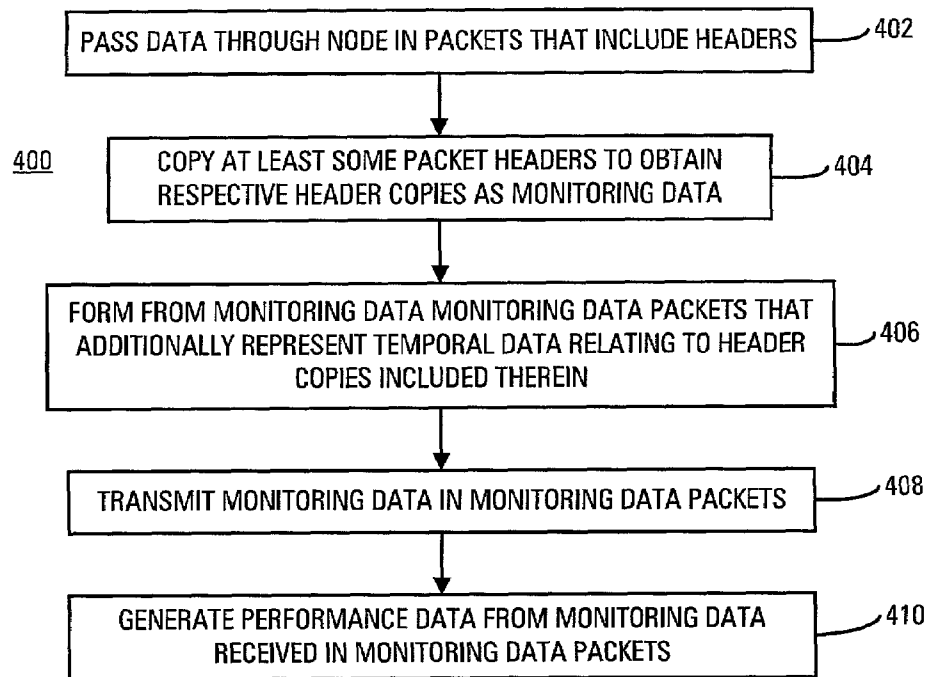 PASS DATA THROUGH NODE IN PACKETS THAT INCLUDE HEADERS
402
400
COPY AT LEAST SOME PACKET HEADERS TO OBTAIN
RESPECTIVE HEADER COPIES AS MONITORING DATA
404
FORM FROM MONITORING DATA MONITORING DATA PACKETS THAT
ADDITIONALLY REPRESENT TEMPORAL DATA RELATING TO HEADER
COPIES INCLUDED THEREIN
406
TRANSMIT MONITORING DATA IN MONITORING DATA PACKETS
408
GENERATE PERFORMANCE DATA FROM MONITORING DATA
RECEIVED IN MONITORING DATA PACKETS
410